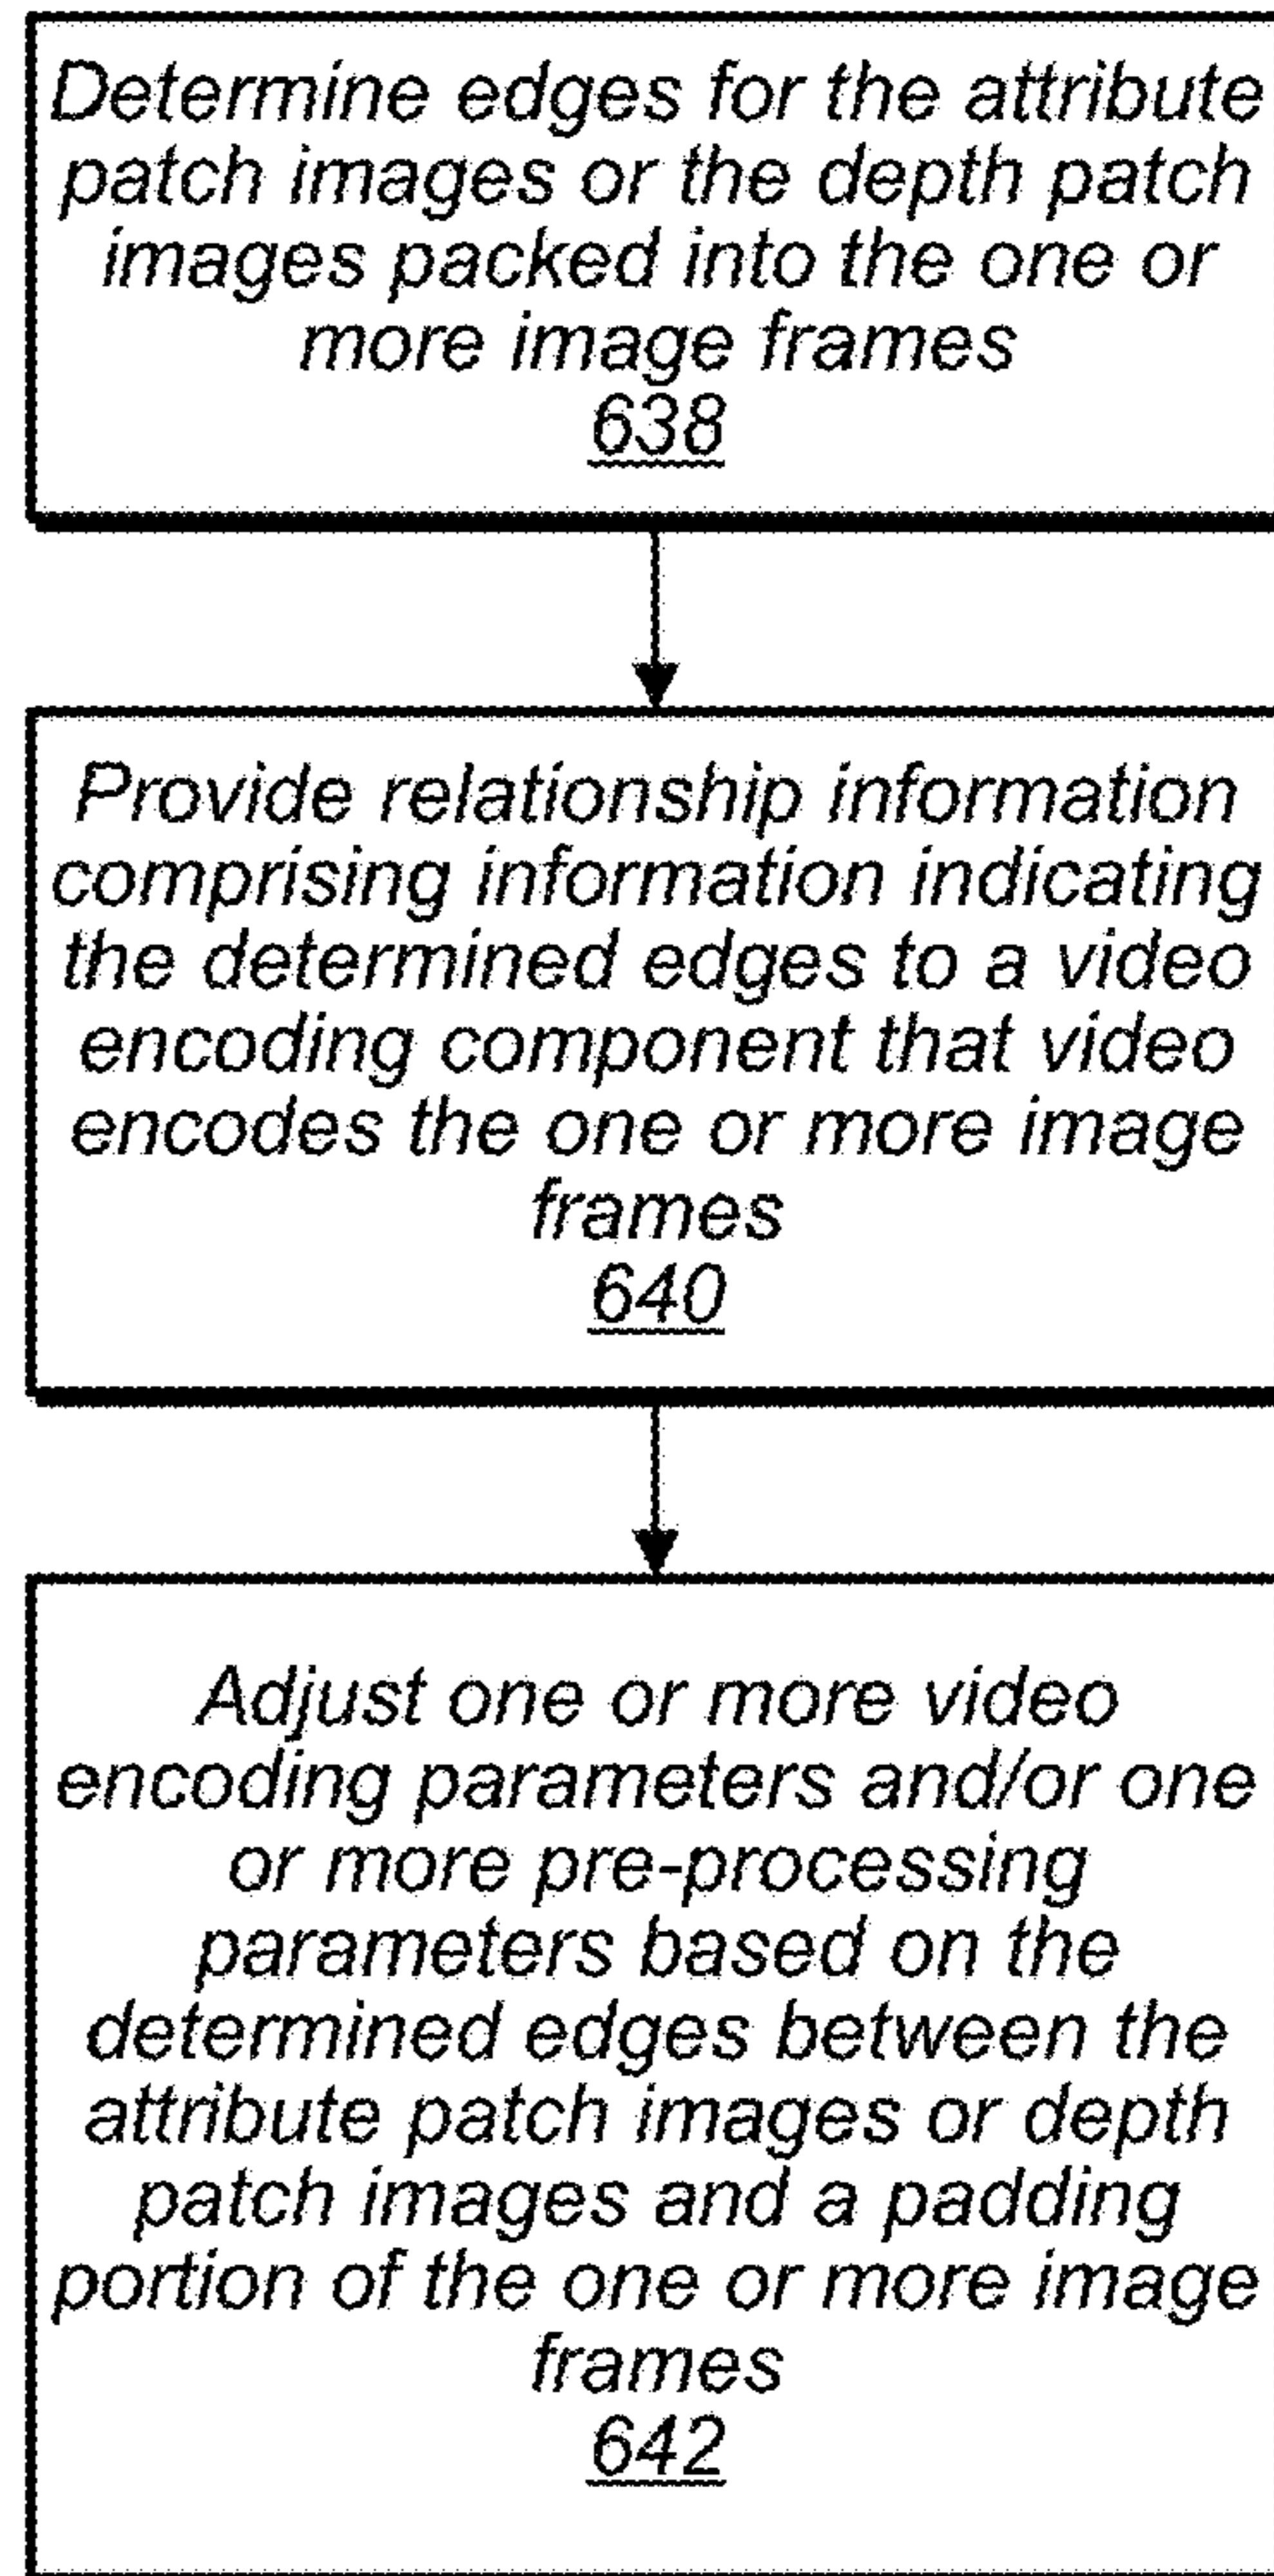 Determine edges for the attribute
patch images or the depth patch
images packed into the one or
more image frames
638
Provide relationship information
comprising information indicating
the determined edges to a video
encoding component that video
encodes the one or more image
frames
640
Adjust one or more video
encoding parameters and/or one
or more pre-processing
parameters based on the
determined edges between the
attribute patch images or depth
patch images and a padding
portion of the one or more image
frames
642